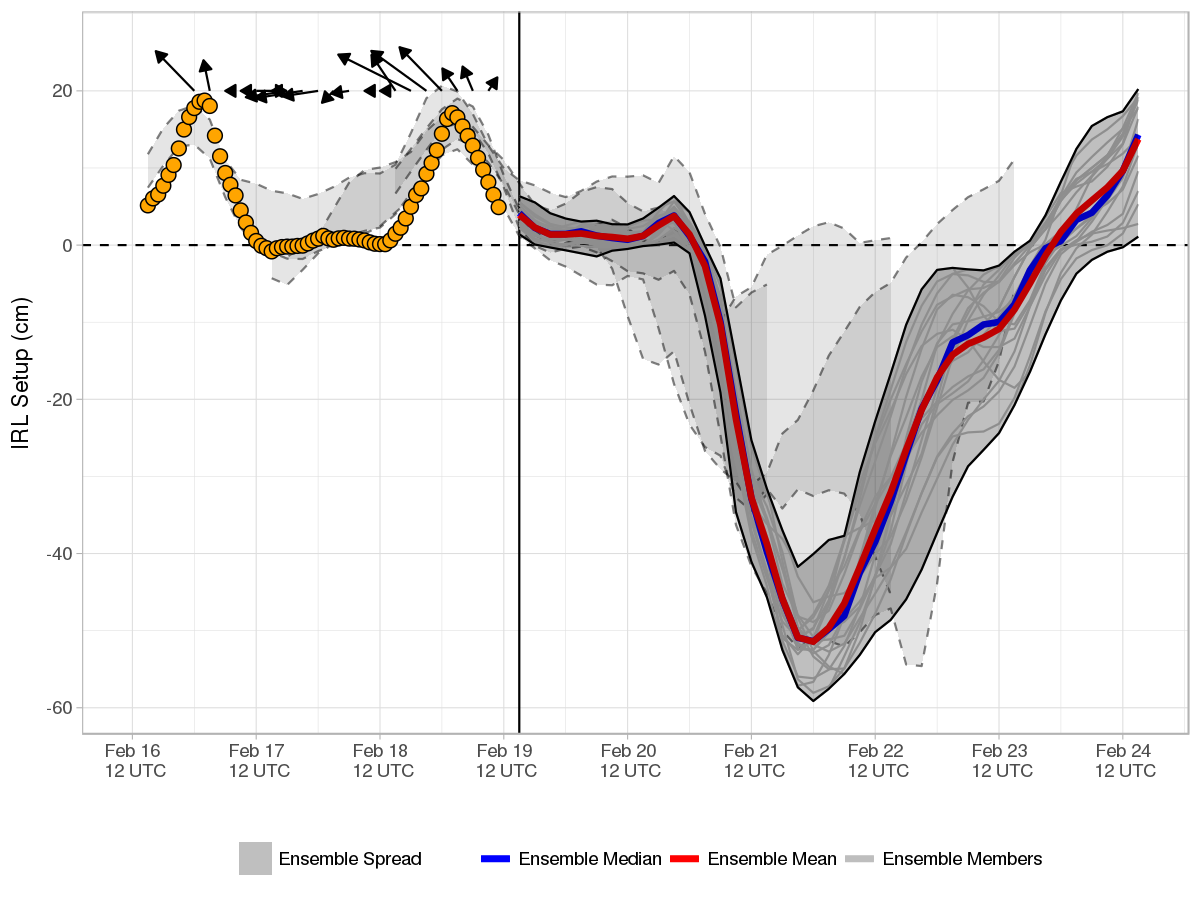 IRL Setup (cm)
20
0
-20
-40
-60
Feb 16
12 UTC
Feb 17
12 UTC
Feb 18
12 UTC
Feb 19
12 UTC
Feb 20
12 UTC
Feb 21
12 UTC
Feb 22
12 UTC
Feb 23
12 UTC
Feb 24
12 UTC
Ensemble Spread
Ensemble Median
Ensemble Mean
Ensemble Members